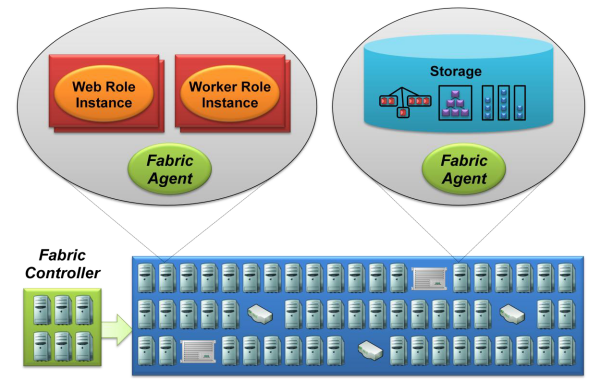 Web Role
Instance
Worker Role
Instance
Fabric
Agent
Storage
Fabric
Agent
Fabric
Controller